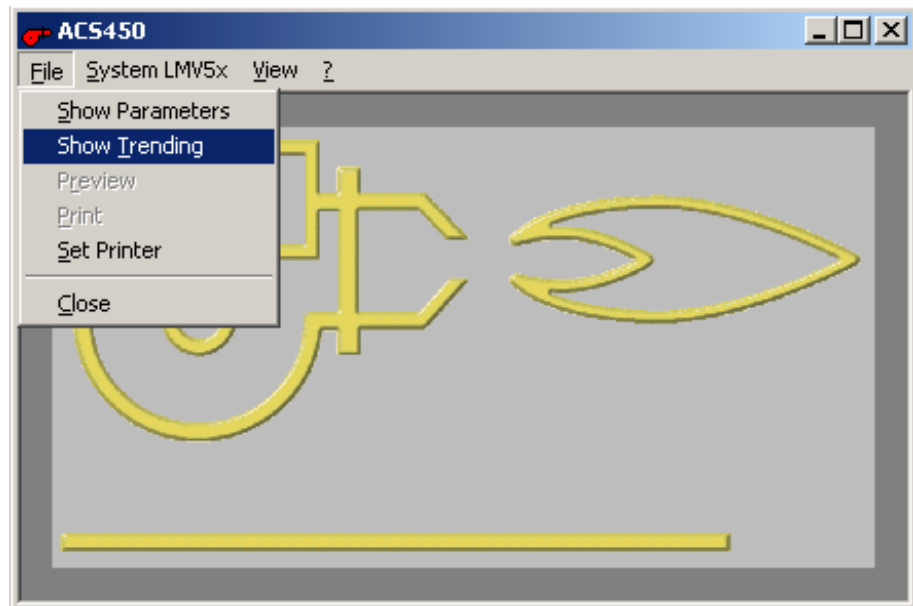 ACS450
File System LMV5x View ?
Show Parameters
Show Trending
Preview
Print
Set Printer
Close